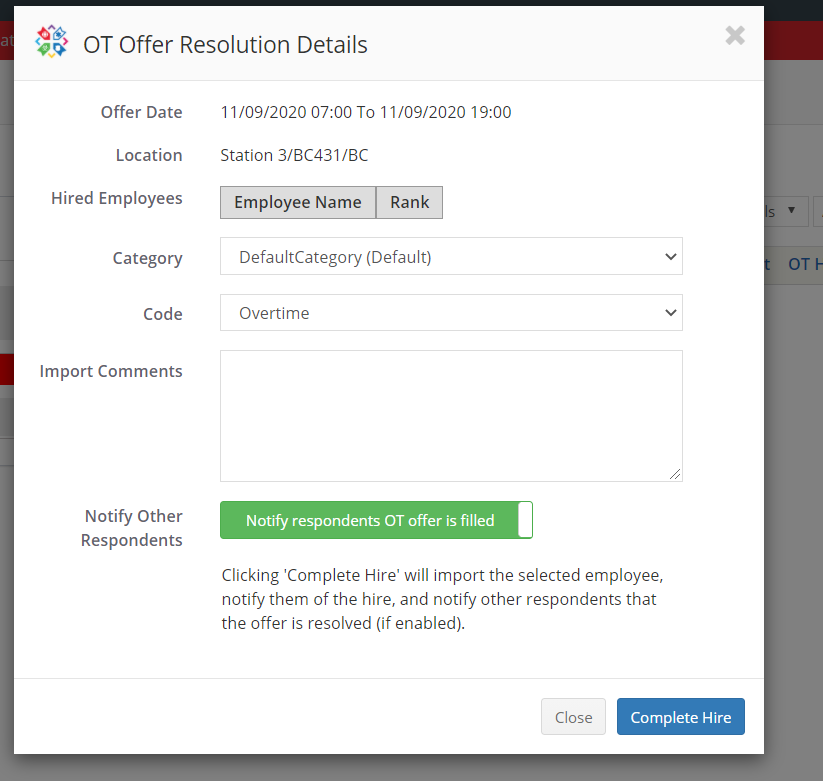 OT Offer Resolution Details
Offer Date 11/09/2020 07:00 To 11/09/2020 19:00
Location Station 3/BC431/BC
Hired Employees Employee Name Rank
Category DefaultCategory (Default)
Code Overtime
Import Comments
Notify Other Respondents Notify respondents OT offer is filled
Clicking 'Complete Hire' will import the selected employee,
notify them of the hire, and notify other respondents that
the offer is resolved (if enabled).
Close Complete Hire
OT H